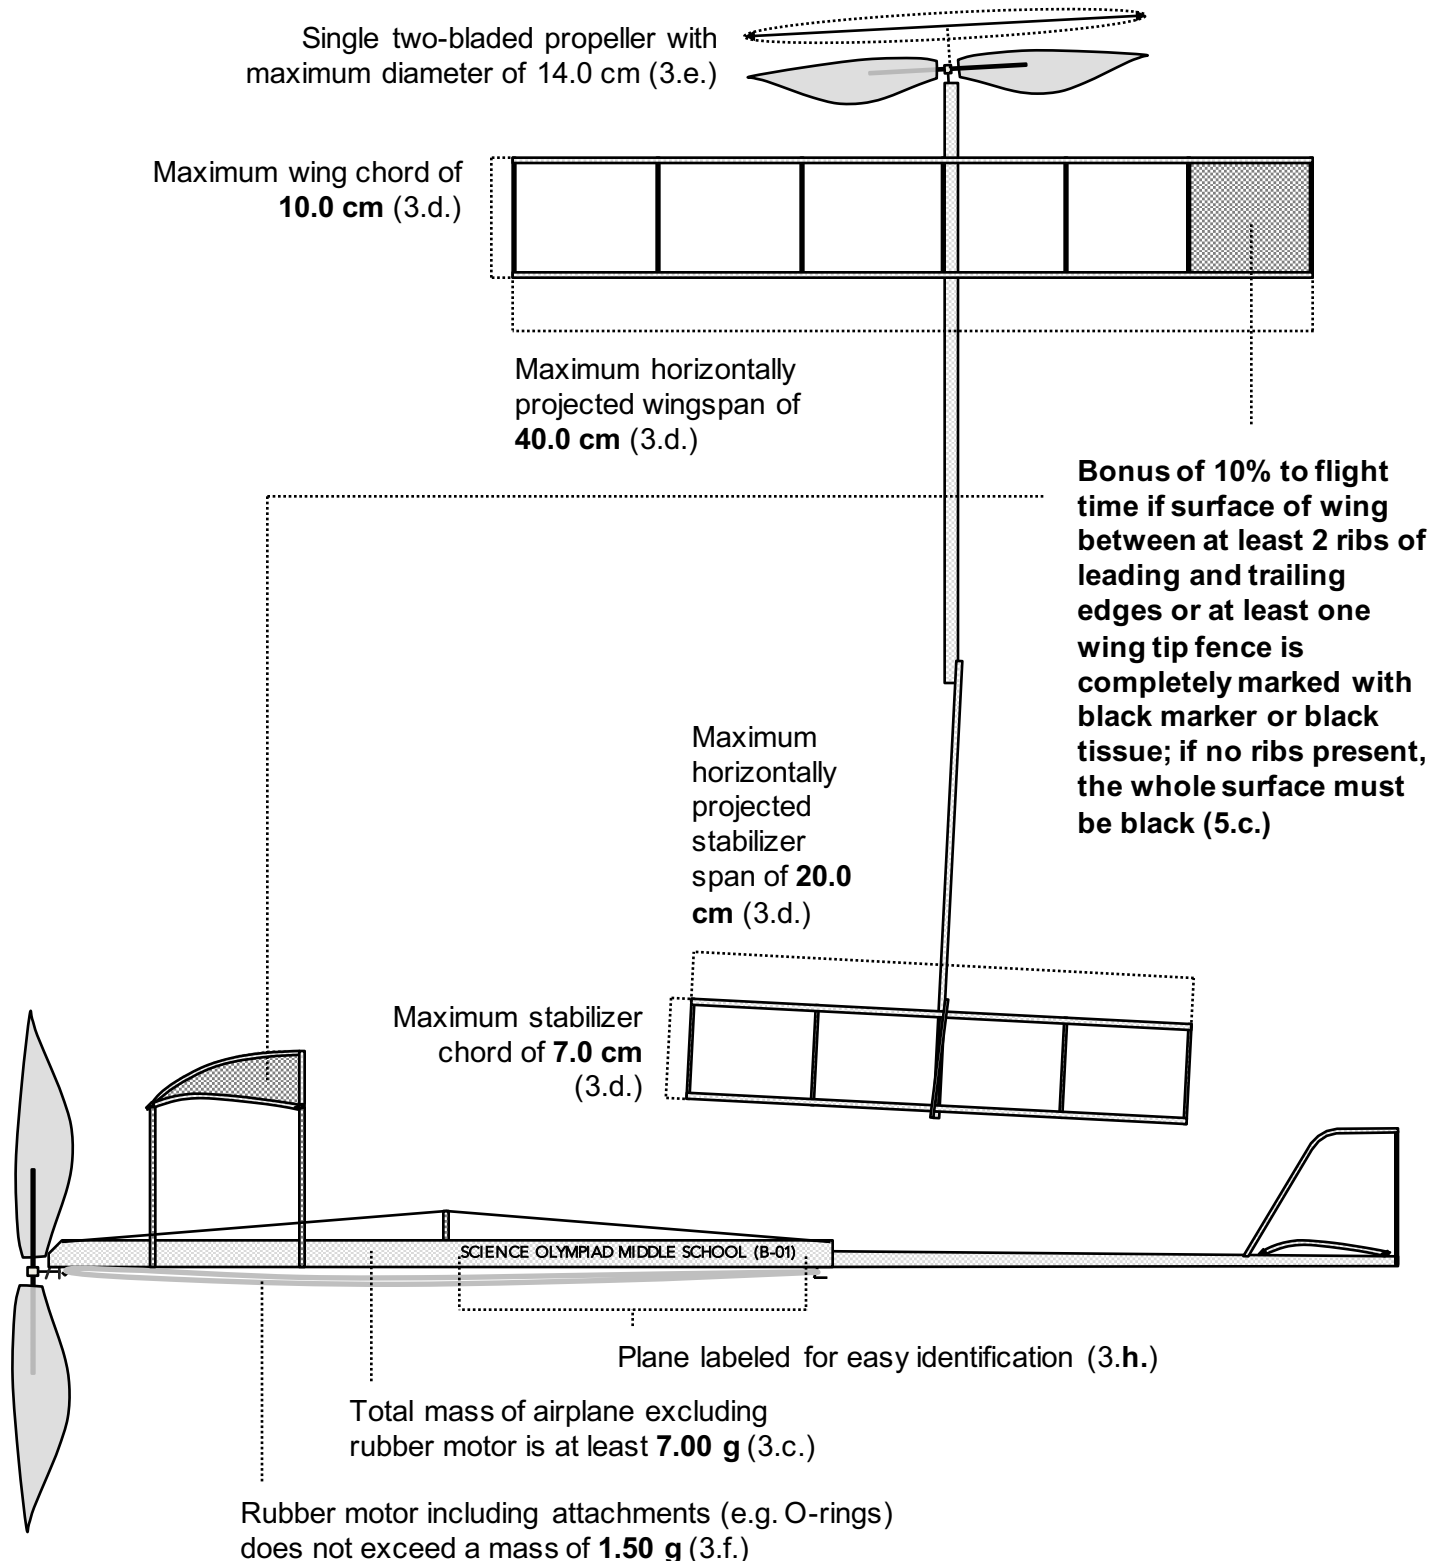 Single two-bladed propeller with
maximum diameter of 14.0 cm (3.e.)
Maximum wing chord of
10.0 cm (3.d.)
Maximum horizontally
projected wingspan of
40.0 cm (3.d.)
Bonus of 10% to flight
time if surface of wing
between at least 2 ribs of
leading and trailing
edges or at least one
wing tip fence is
completely marked with
black marker or black
tissue; if no ribs present,
the whole surface must
be black (5.c.)
Maximum
horizontally
projected
stabilizer
span of 20.0
cm (3.d.)
Maximum stabilizer
chord of 7.0 cm
(3.d.)
SCIENCE OLYMPIAD MIDDLE SCHOOL (B-01)
Plane labeled for easy identification (3.h.)
Total mass of airplane excluding
rubber motor is at least 7.00 g (3.c.)
Rubber motor including attachments (e.g. O-rings)
does not exceed a mass of 1.50 g (3.f.)